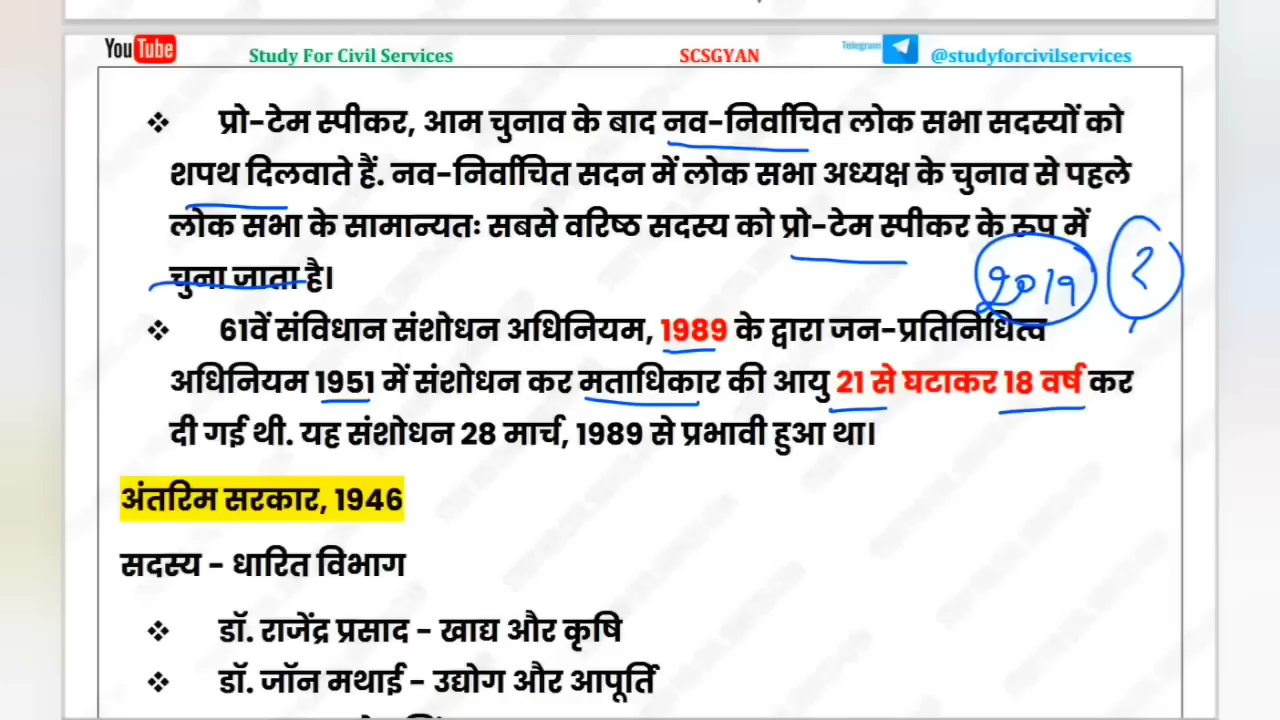 YouTube Study For Civil Services SCSGYAN Telegram @studyforcivilservices
❖ प्रो-टेम स्पीकर, आम चुनाव के बाद नव-निर्वाचित लोक सभा सदस्यों को
शपथ दिलवाते हैं. नव-निर्वाचित सदन में लोक सभा अध्यक्ष के चुनाव से पहले
लोक सभा के सामान्यतः सबसे वरिष्ठ सदस्य को प्रो-टेम स्पीकर के रुप में
चुना जाता है।
2019 ?
❖ 61वें संविधान संशोधन अधिनियम, 1989 के द्वारा जन-प्रतिनिधित्व
अधिनियम 1951 में संशोधन कर मताधिकार की आयु 21 से घटाकर 18 वर्ष कर
दी गई थी. यह संशोधन 28 मार्च, 1989 से प्रभावी हुआ था।
अंतरिम सरकार, 1946
सदस्य - धारित विभाग
❖ डॉ. राजेंद्र प्रसाद - खाद्य और कृषि
❖ डॉ. जॉन मथाई - उद्योग और आपूर्ति